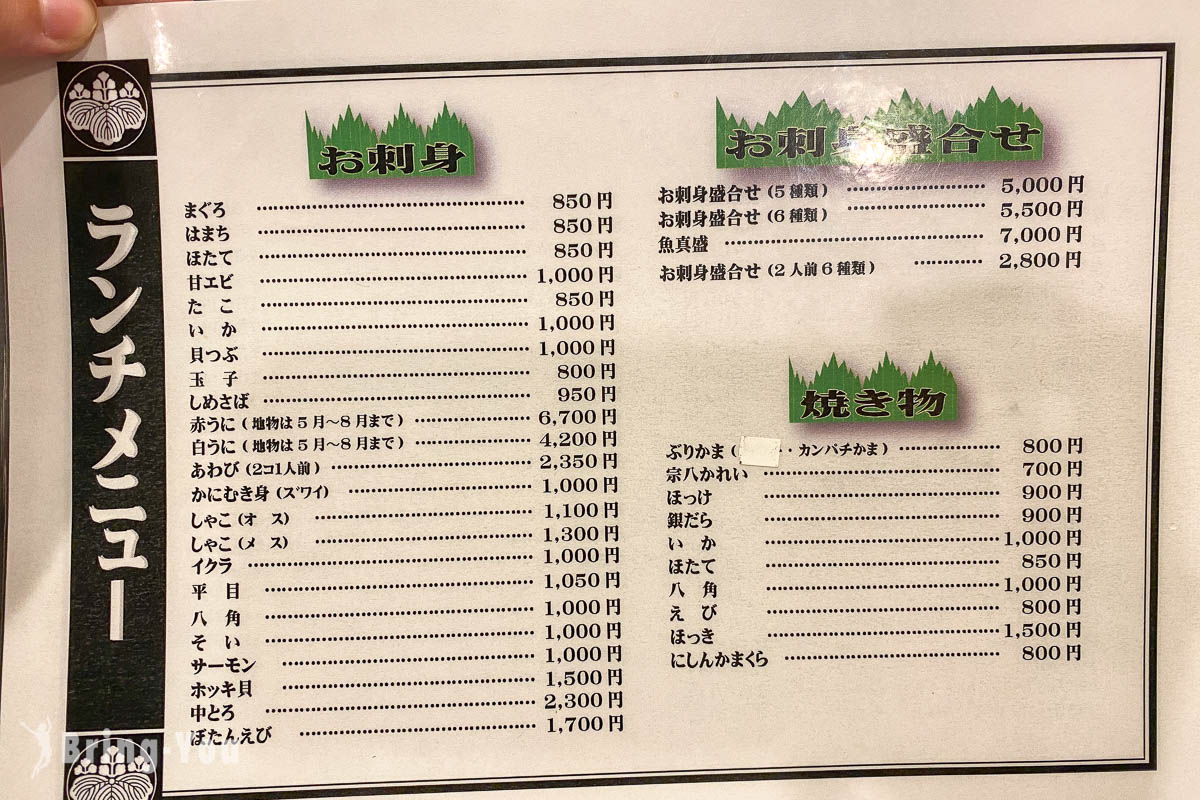 ランチメニュー
お刺身
まぐろ ‥‥‥‥ 850円
はまち ‥‥‥‥ 850円
ほたて ‥‥‥‥ 850円
甘エビ ‥‥‥‥ 1,000円
たこ ‥‥‥‥ 850円
いか ‥‥‥‥ 1,000円
貝つぶ ‥‥‥‥ 1,000円
玉子 ‥‥‥‥ 800円
しめさば ‥‥‥‥ 950円
赤うに(地物は5月〜8月まで) ‥‥‥‥ 6,700円
白うに(地物は5月〜8月まで) ‥‥‥‥ 4,200円
あわび(2コ1人前) ‥‥‥‥ 2,350円
かにむき身(ズワイ) ‥‥‥‥ 1,000円
しゃこ(オス) ‥‥‥‥ 1,100円
しゃこ(メス) ‥‥‥‥ 1,300円
イクラ ‥‥‥‥ 1,000円
平目 ‥‥‥‥ 1,050円
八角 ‥‥‥‥ 1,000円
そい ‥‥‥‥ 1,000円
サーモン ‥‥‥‥ 1,000円
ホッキ貝 ‥‥‥‥ 1,500円
中とろ ‥‥‥‥ 2,300円
ぼたんえび ‥‥‥‥ 1,700円
お刺身盛合せ
お刺身盛合せ(5種類) ‥‥‥‥ 5,000円
お刺身盛合せ(6種類) ‥‥‥‥ 5,500円
魚真盛 ‥‥‥‥ 7,000円
お刺身盛合せ(2人前6種類) ‥‥‥‥ 2,800円
焼き物
ぶりかま(・・カンパチかま) ‥‥‥‥ 800円
宗八かれい ‥‥‥‥ 700円
ほっけ ‥‥‥‥ 900円
銀だら ‥‥‥‥ 900円
いか ‥‥‥‥ 1,000円
ほたて ‥‥‥‥ 850円
八角 ‥‥‥‥ 1,000円
えび ‥‥‥‥ 800円
ほっき ‥‥‥‥ 1,500円
にしんかまくら ‥‥‥‥ 800円
Bring-You